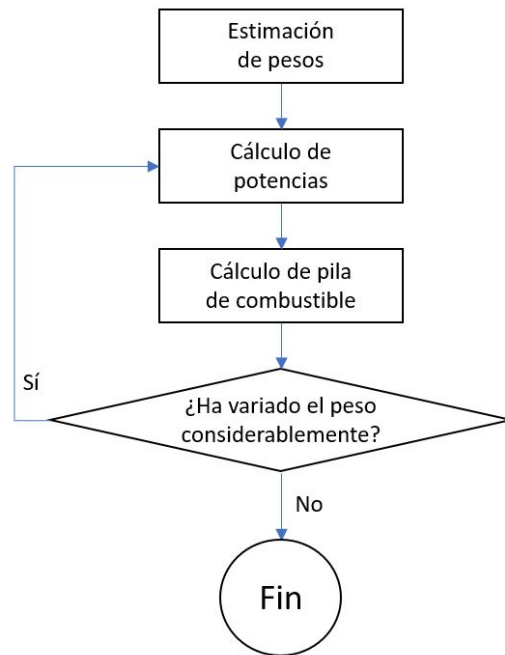 Estimación
de pesos
Cálculo de
potencias
Cálculo de pila
de combustible
Sí
¿Ha variado el peso
considerablemente?
No
Fin